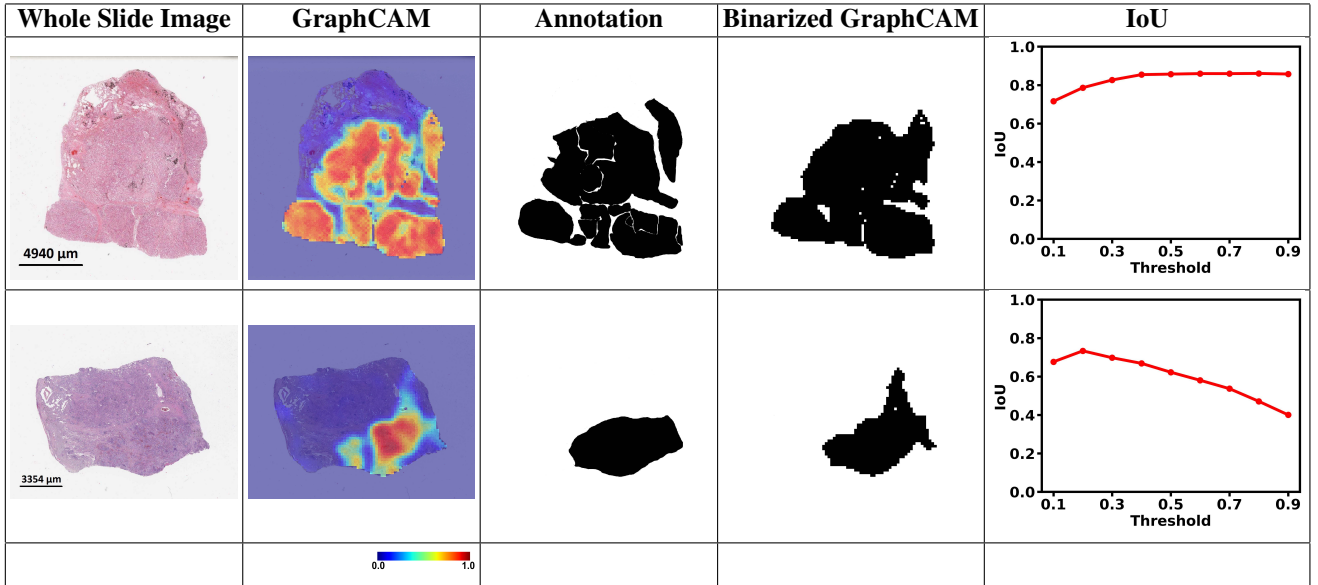 Whole Slide Image GraphCAM Annotation Binarized GraphCAM IoU
4940 µm
1.0
0.8
0.6
0.4
0.2
0.0
IoU
0.1 0.3 0.5 0.7 0.9
Threshold
3354 µm
1.0
0.8
0.6
0.4
0.2
0.0
IoU
0.1 0.3 0.5 0.7 0.9
Threshold
0.0 1.0